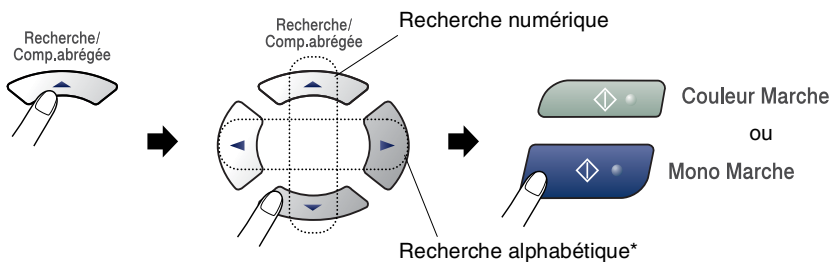 Recherche/
Comp.abrégée
Recherche/
Comp.abrégée
Recherche numérique
Couleur Marche
ou
Mono Marche
Recherche alphabétique*